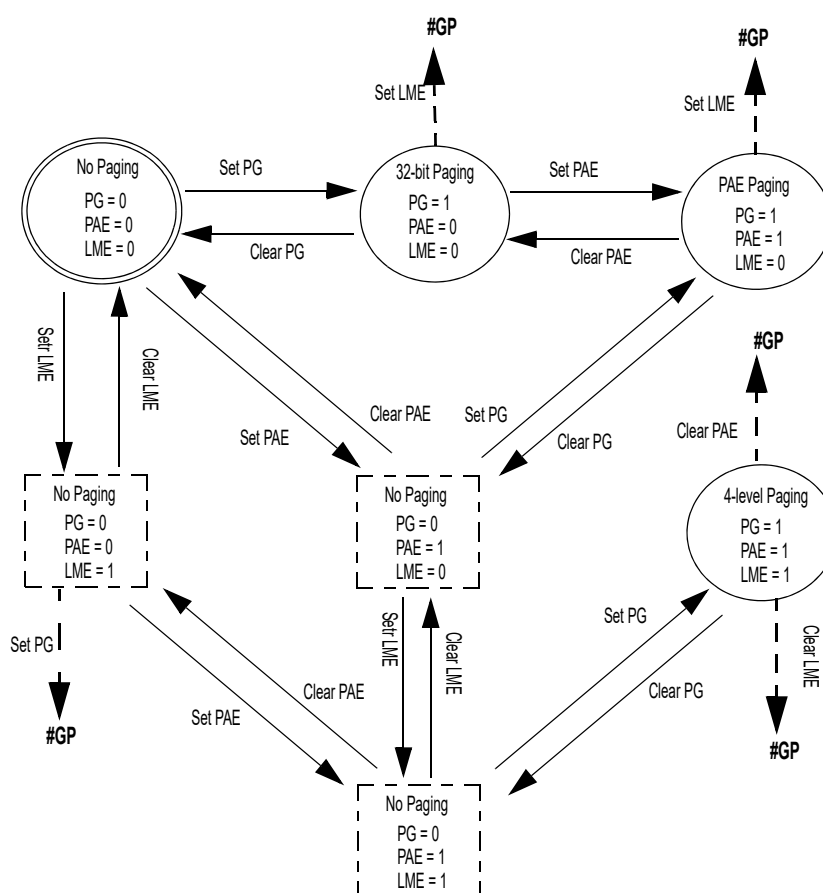 #GP
#GP
Set LME
Set LME
No Paging
PG = 0
PAE = 0
LME = 0
Set PG
Clear PG
32-bit Paging
PG = 1
PAE = 0
LME = 0
Set PAE
Clear PAE
PAE Paging
PG = 1
PAE = 1
LME = 0
Setr LME
Clear LME
Set PAE
Clear PAE
Set PG
Clear PG
#GP
Clear PAE
No Paging
PG = 0
PAE = 0
LME = 1
No Paging
PG = 0
PAE = 1
LME = 0
4-level Paging
PG = 1
PAE = 1
LME = 1
Set PG
#GP
Set PAE
Clear PAE
Setr LME
Clear LME
Set PG
Clear PG
Clear LME
#GP
No Paging
PG = 0
PAE = 1
LME = 1